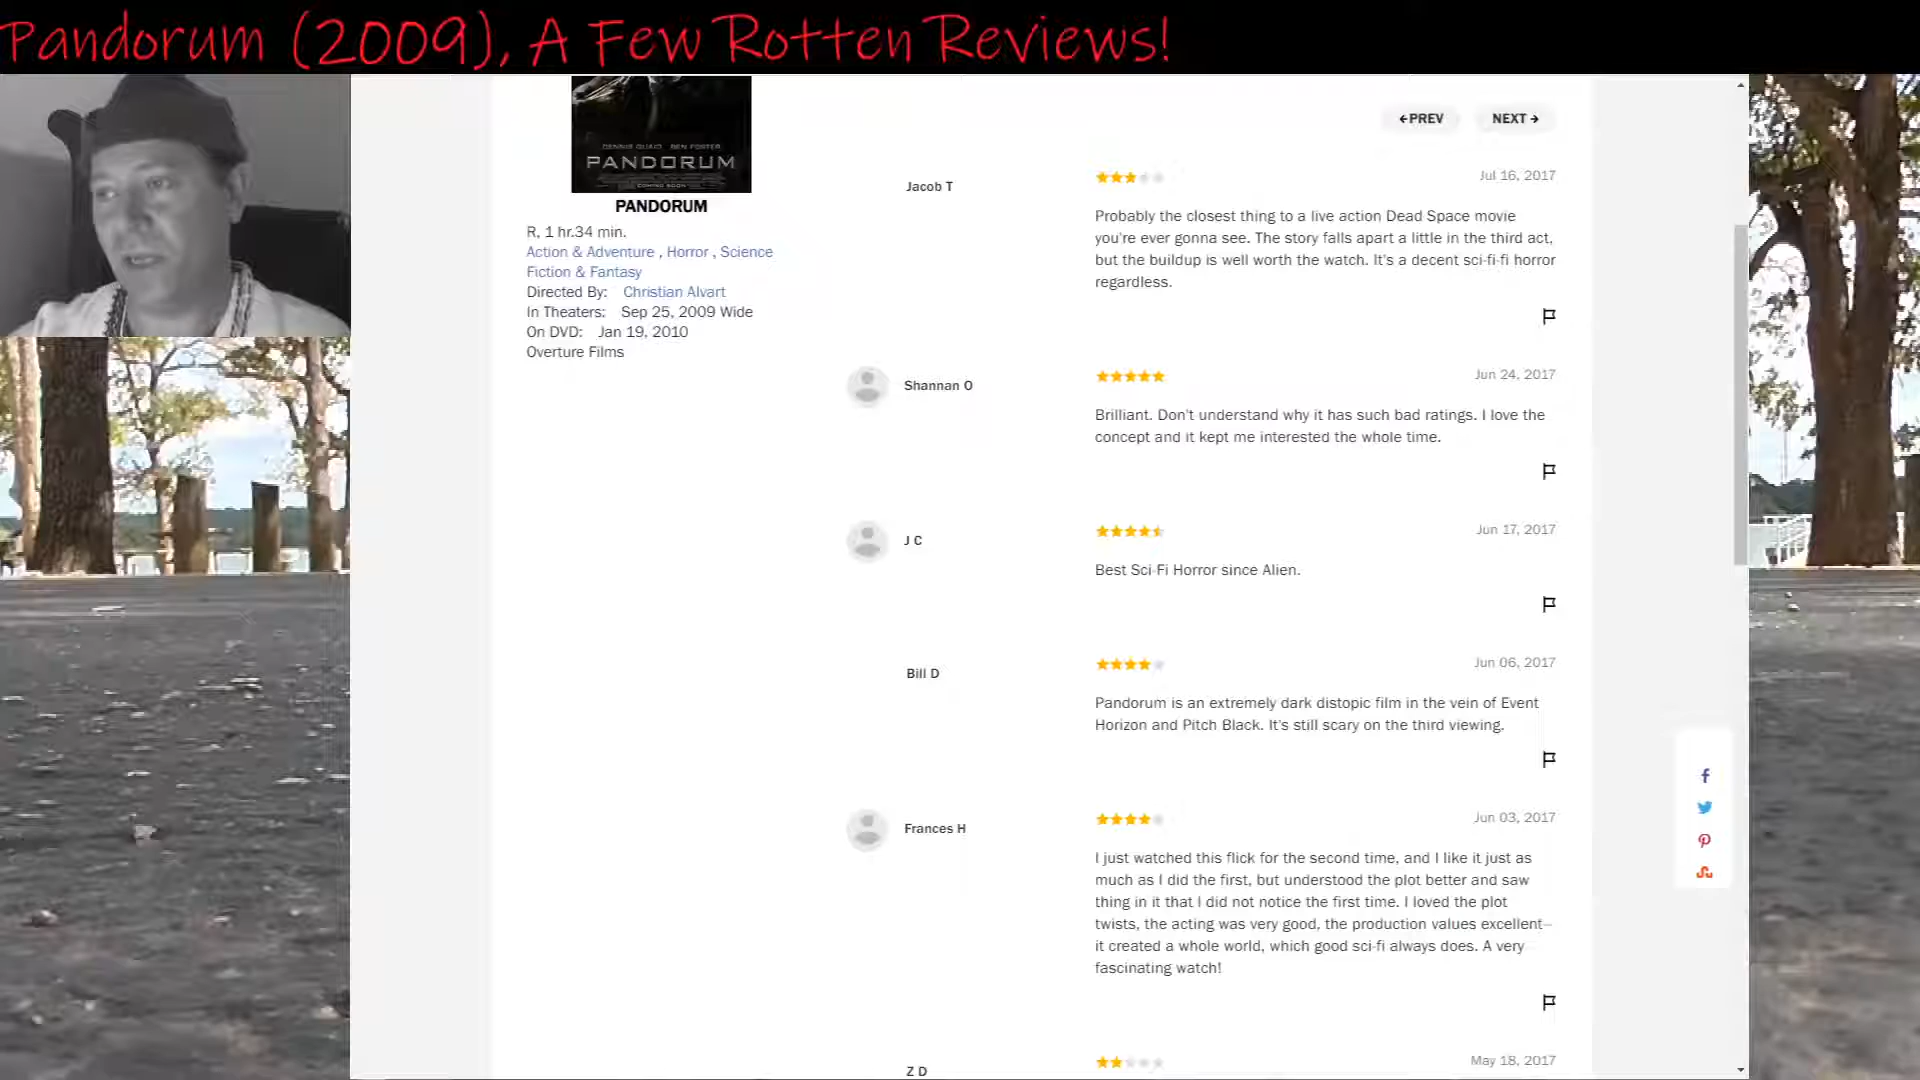 Pandorum (2009), A Few Rotten Reviews!
DENNIS QUAID BEN FOSTER
PANDORUM
COMING SOON
PANDORUM
R, 1 hr.34 min.
Action & Adventure , Horror , Science
Fiction & Fantasy
Directed By: Christian Alvart
In Theaters: Sep 25, 2009 Wide
On DVD: Jan 19, 2010
Overture Films
PREV NEXT
Jacob T
Jul 16, 2017
Probably the closest thing to a live action Dead Space movie
you're ever gonna see. The story falls apart a little in the third act,
but the buildup is well worth the watch. It's a decent sci-fi-fi horror
regardless.
Shannan O
Jun 24, 2017
Brilliant. Don't understand why it has such bad ratings. I love the
concept and it kept me interested the whole time.
J C
Jun 17, 2017
Best Sci-Fi Horror since Alien.
Bill D
Jun 06, 2017
Pandorum is an extremely dark distopic film in the vein of Event
Horizon and Pitch Black. It's still scary on the third viewing.
Frances H
Jun 03, 2017
I just watched this flick for the second time, and I like it just as
much as I did the first, but understood the plot better and saw
thing in it that I did not notice the first time. I loved the plot
twists, the acting was very good, the production values excellent--
it created a whole world, which good sci-fi always does. A very
fascinating watch!
Z D
May 18, 2017